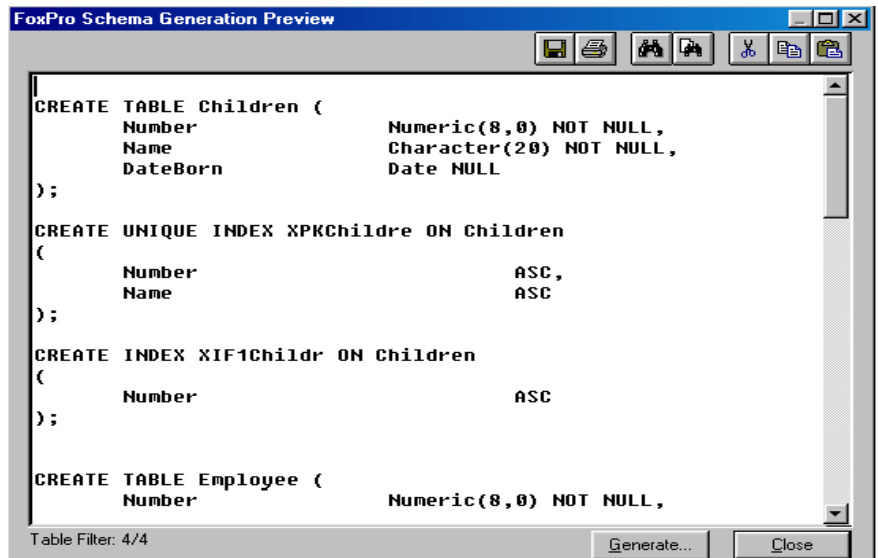 FoxPro Schema Generation Preview
CREATE TABLE Children (
Number Numeric(8,0) NOT NULL,
Name Character(20) NOT NULL,
DateBorn Date NULL
);
CREATE UNIQUE INDEX XPKChildre ON Children
(
Number ASC,
Name ASC
);
CREATE INDEX XIF1Childr ON Children
(
Number ASC
);
CREATE TABLE Employee (
Number Numeric(8,0) NOT NULL,
Table Filter: 4/4
Generate...
Close